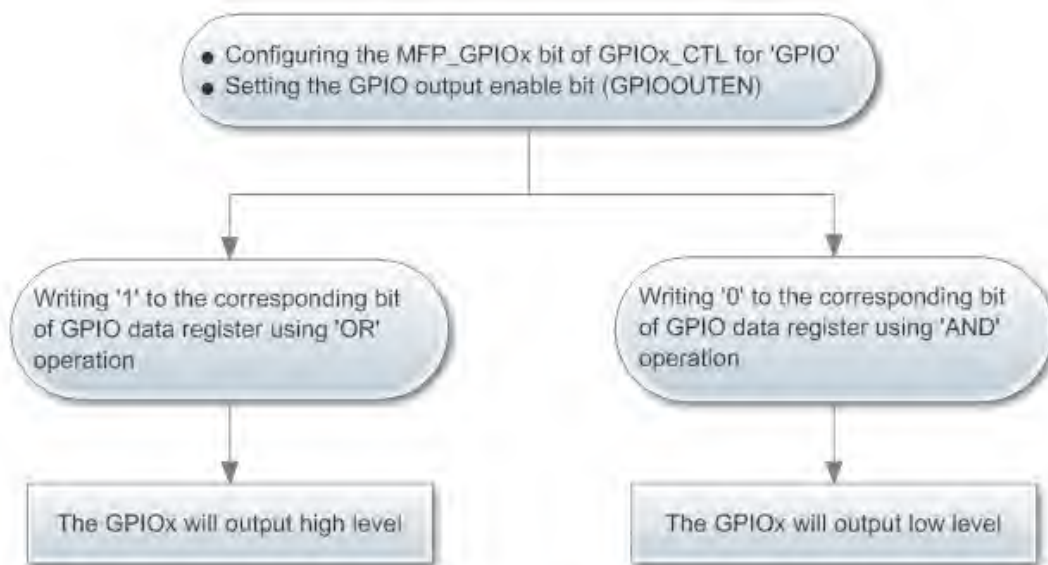 ● Configuring the MFP_GPIOx bit of GPIOx_CTL for 'GPIO'
● Setting the GPIO output enable bit (GPIOOUTEN)
Writing '1' to the corresponding bit
of GPIO data register using 'OR'
operation
Writing '0' to the corresponding bit
of GPIO data register using 'AND'
operation
The GPIOx will output high level
The GPIOx will output low level